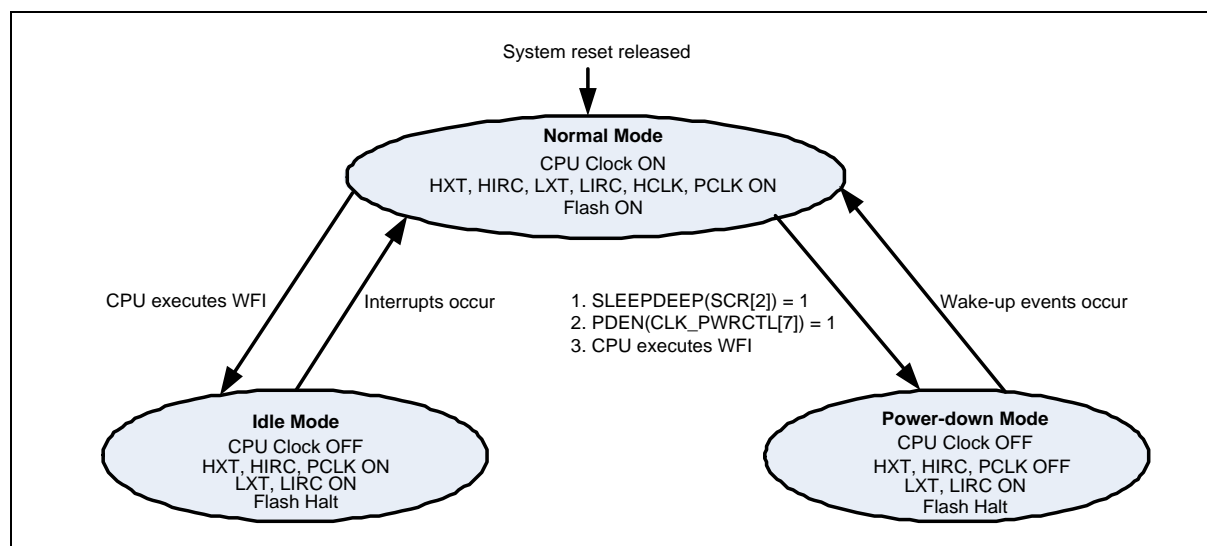 System reset released
Normal Mode
CPU Clock ON
HXT, HIRC, LXT, LIRC, HCLK, PCLK ON
Flash ON
CPU executes WFI
Interrupts occur
1. SLEEPDEEP(SCR[2]) = 1
2. PDEN(CLK_PWRCTL[7]) = 1
3. CPU executes WFI
Wake-up events occur
Idle Mode
CPU Clock OFF
HXT, HIRC, PCLK ON
LXT, LIRC ON
Flash Halt
Power-down Mode
CPU Clock OFF
HXT, HIRC, PCLK OFF
LXT, LIRC ON
Flash Halt